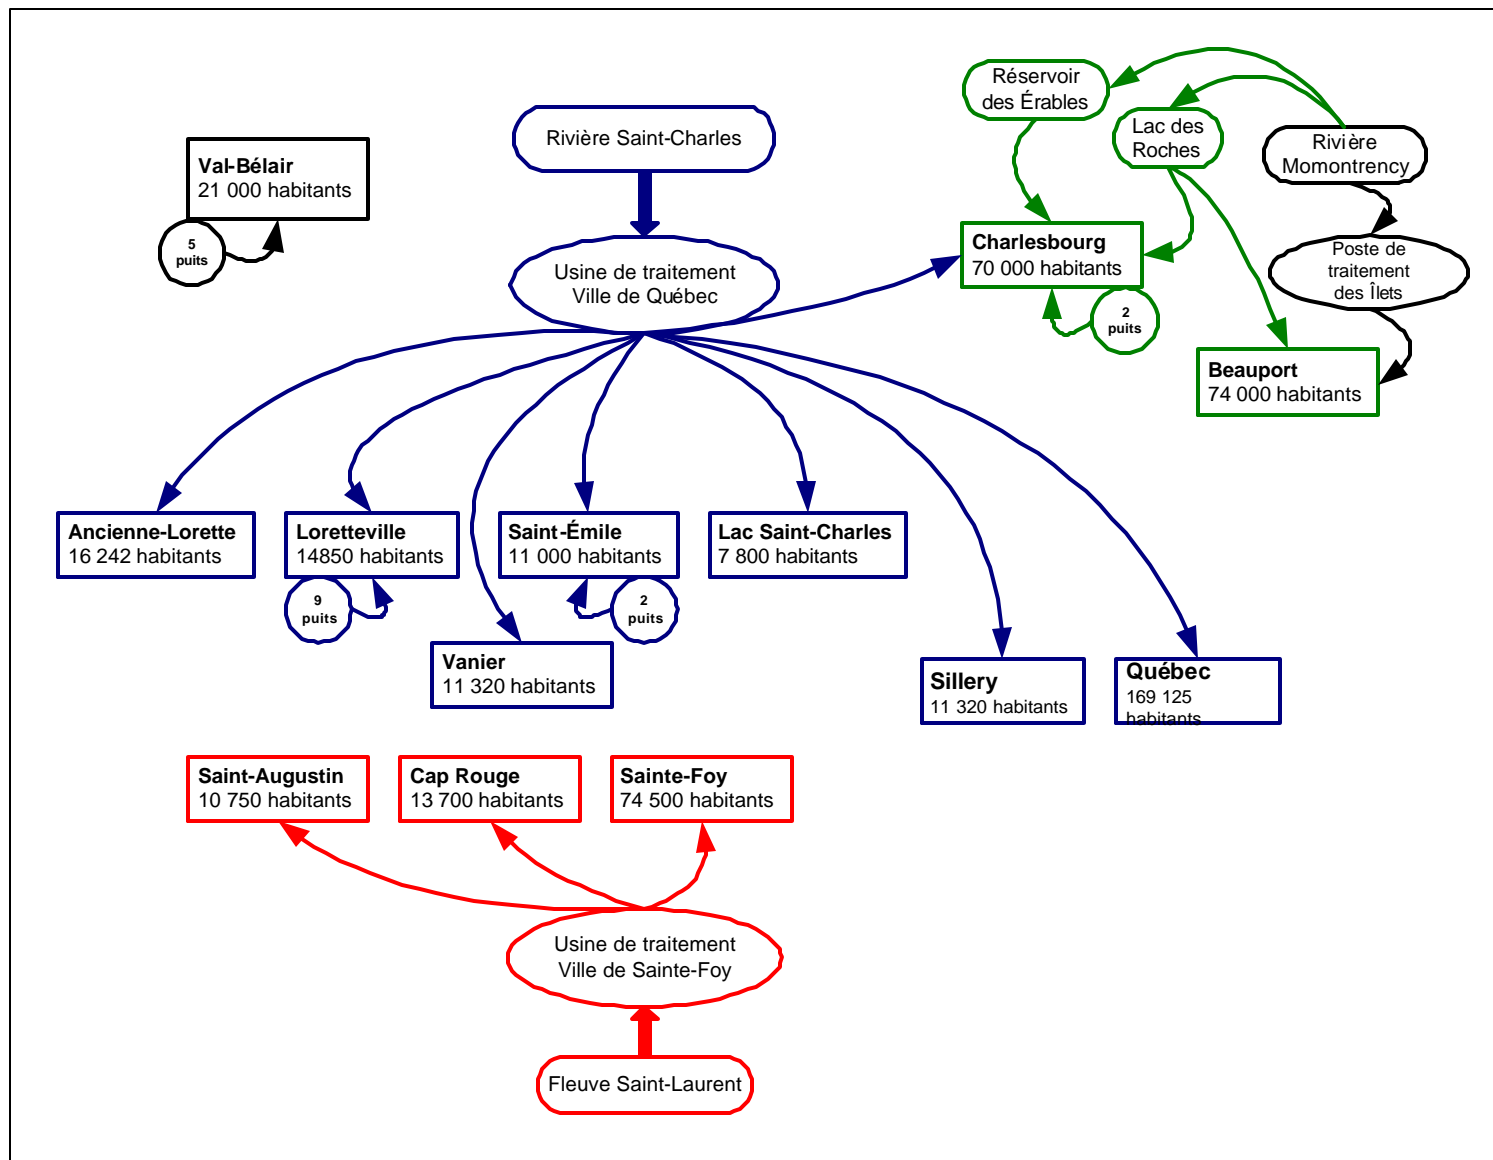 Réservoir
des Érables
Rivière Saint-Charles
Lac des
Roches
Rivière
Momontrency
Val-Bélair
21 000 habitants
5
puits
Charlesbourg
70 000 habitants
Poste de
traitement
des Îlets
Usine de traitement
Ville de Québec
2
puits
Beauport
74 000 habitants
Ancienne-Lorette
16 242 habitants
Loretteville
14850 habitants
Saint-Émile
11 000 habitants
Lac Saint-Charles
7 800 habitants
9
puits
2
puits
Vanier
11 320 habitants
Sillery
11 320 habitants
Québec
169 125
habitants
Saint-Augustin
10 750 habitants
Cap Rouge
13 700 habitants
Sainte-Foy
74 500 habitants
Usine de traitement
Ville de Sainte-Foy
Fleuve Saint-Laurent